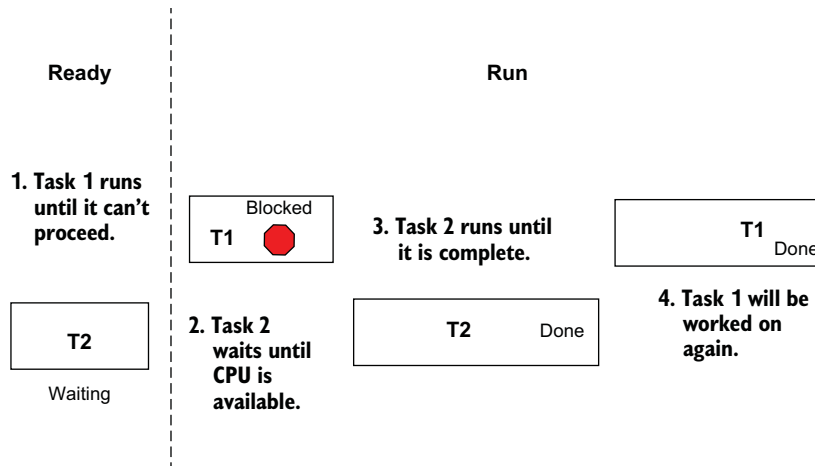 Ready
Run
1. Task 1 runs
until it can't
proceed.
Blocked
T1
3. Task 2 runs until
it is complete.
T1
Done
T2
Waiting
2. Task 2
waits until
CPU is
available.
T2
Done
4. Task 1 will be
worked on
again.